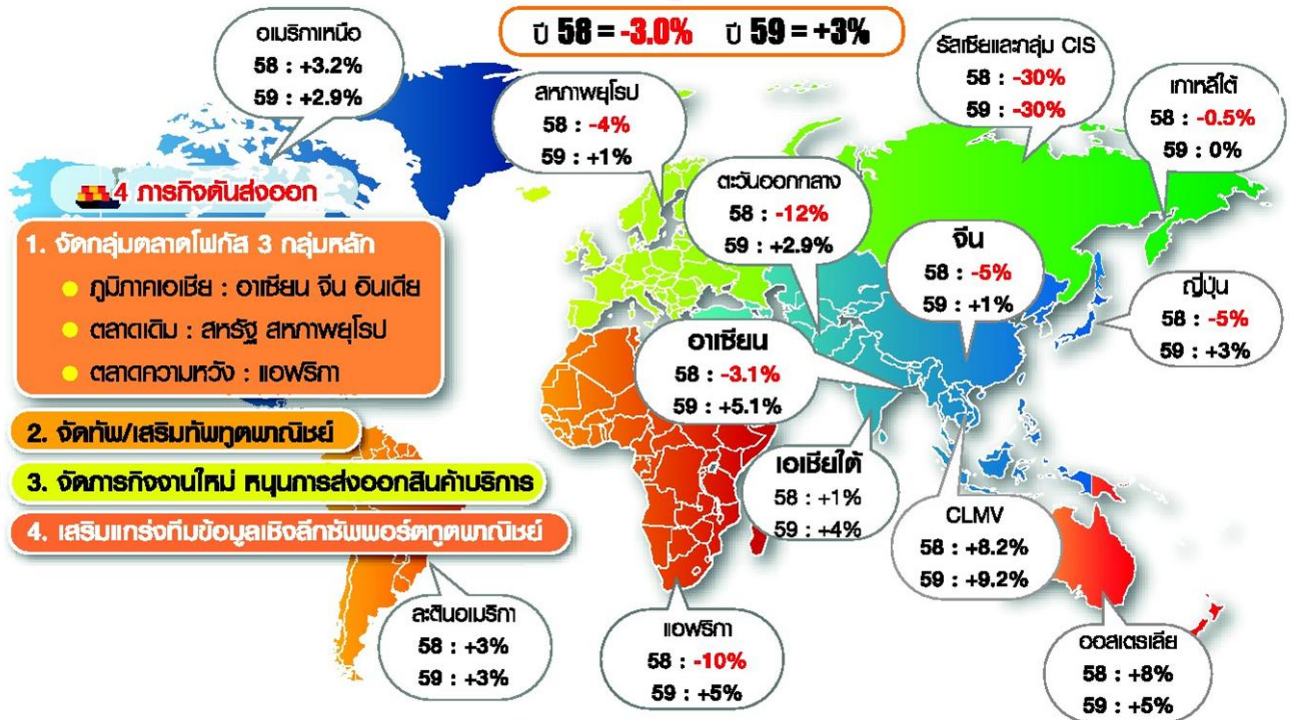 ปี 58 = -3.0% ปี 59 = +3%
อเมริกาเหนือ
58 : +3.2%
59 : +2.9%
สหภาพยุโรป
58 : -4%
59 : +1%
รัสเซียและกลุ่ม CIS
58 : -30%
59 : -30%
เกาหลีใต้
58 : -0.5%
59 : 0%
ตะวันออกกลาง
58 : -12%
59 : +2.9%
จีน
58 : -5%
59 : +1%
ญี่ปุ่น
58 : -5%
59 : +3%
อาเซียน
58 : -3.1%
59 : +5.1%
เอเชียใต้
58 : +1%
59 : +4%
CLMV
58 : +8.2%
59 : +9.2%
ละตินอเมริกา
58 : +3%
59 : +3%
แอฟริกา
58 : -10%
59 : +5%
ออสเตรเลีย
58 : +8%
59 : +5%
4 ภารกิจดันส่งออก
1. จัดกลุ่มตลาดโฟกัส 3 กลุ่มหลัก
ภูมิภาคเอเชีย : อาเซียน จีน อินเดีย
ตลาดเดิม : สหรัฐ สหภาพยุโรป
ตลาดความหวัง : แอฟริกา
2. จัดทัพ/เสริมทัพทูตพาณิชย์
3. จัดภารกิจงานใหม่ หนุนการส่งออกสินค้าบริการ
4. เสริมแกร่งทีมข้อมูลเชิงลึกซัพพอร์ตทูตพาณิชย์